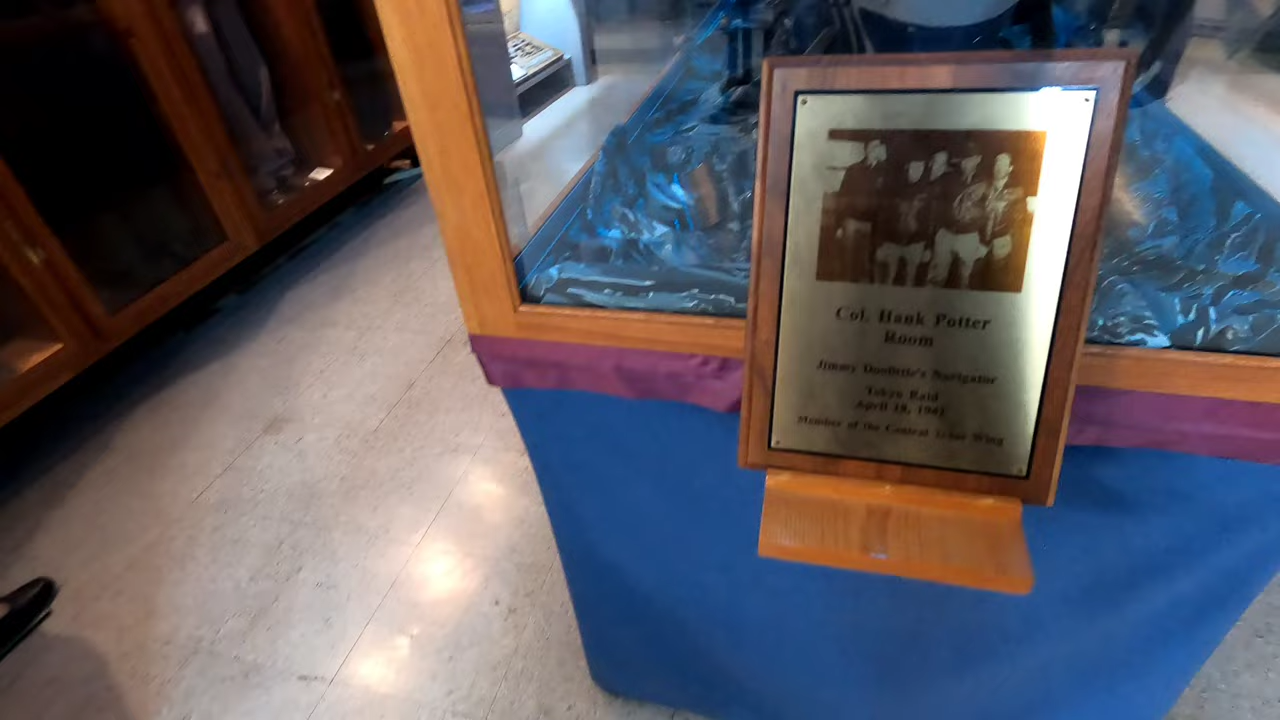 Col. Hank Potter
Room
Jimmy Doolittle's Navigator
Tokyo Raid
April 18, 1942
Member of the Central Texas Wing